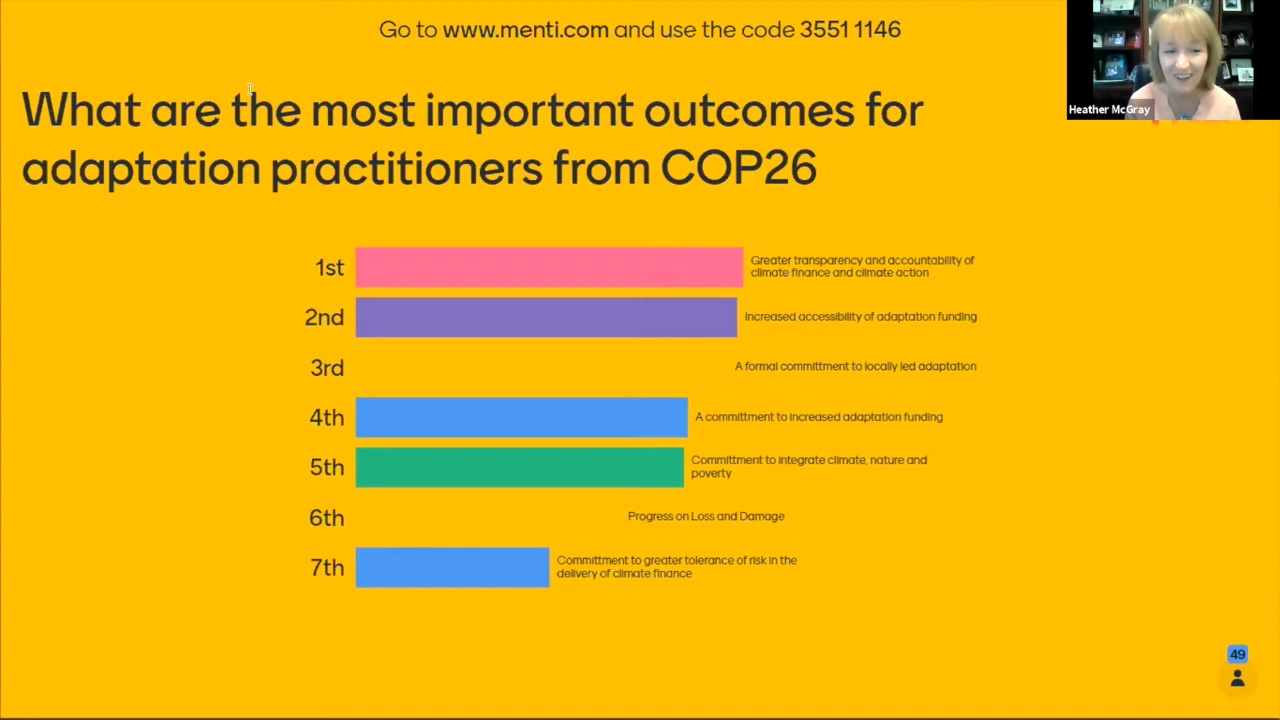 Go to www.menti.com and use the code 3551 1146
Heather McGray
What are the most important outcomes for
adaptation practitioners from COP26
1st
Greater transparency and accountability of
climate finance and climate action
2nd
Increased accessibility of adaptation funding
3rd
A formal committment to locally led adaptation
4th
A committment to increased adaptation funding
5th
Committment to integrate climate, nature and
poverty
6th
Progress on Loss and Damage
7th
Committment to greater tolerance of risk in the
delivery of climate finance
49